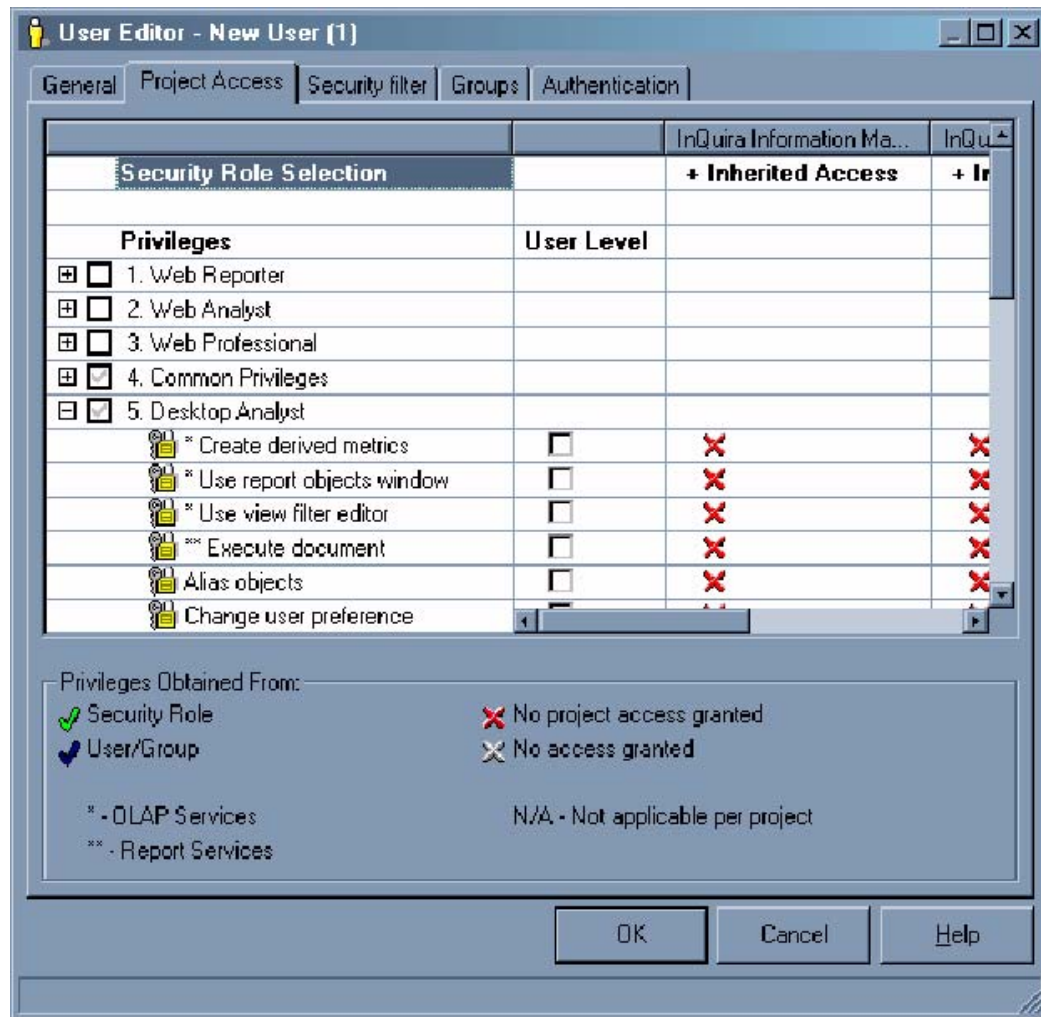 User Editor - New User (1)
General Project Access Security filter Groups Authentication
InQuira Information Ma... InQu
Security Role Selection + Inherited Access + Ir
Privileges User Level
1. Web Reporter
2. Web Analyst
3. Web Professional
4. Common Privileges
5. Desktop Analyst
* Create derived metrics
* Use report objects window
* Use view filter editor
** Execute document
Alias objects
Change user preference
Privileges Obtained From:
Security Role No project access granted
User/Group No access granted
* - OLAP Services N/A - Not applicable per project
** - Report Services
OK Cancel Help